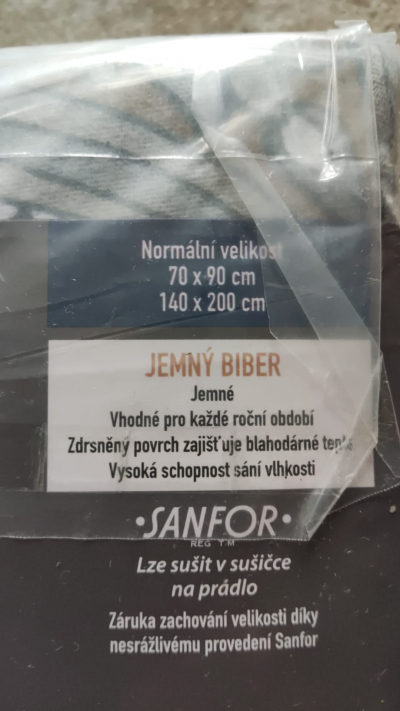 Normální velikost
70 x 90 cm
140 x 200 cm
JEMNÝ BIBER
Jemné
Vhodné pro každé roční období
Zdrsněný povrch zajišťuje blahodárné teplo
Vysoká schopnost sání vlhkosti
•SANFOR•
REG TM
Lze sušit v sušičce
na prádlo
Záruka zachování velikosti díky
nesrážlivému provedení Sanfor